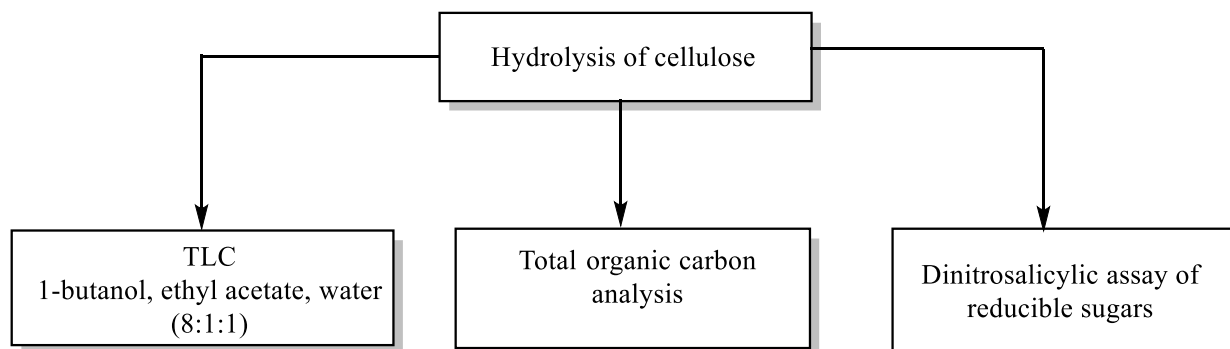 Hydrolysis of cellulose
TLC
1-butanol, ethyl acetate, water
(8:1:1)
Total organic carbon
analysis
Dinitrosalicylic assay of
reducible sugars